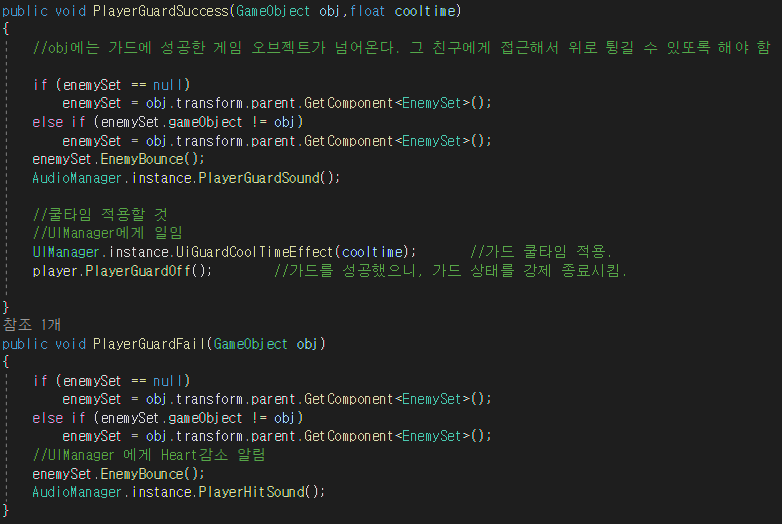 public void PlayerGuardSuccess(GameObject obj,float cooltime)
{
//obj에는 가드에 성공한 게임 오브젝트가 넘어온다. 그 친구에게 접근해서 위로 튕길 수 있또록 해야 함
if (enemySet == null)
enemySet = obj.transform.parent.GetComponent<EnemySet>();
else if (enemySet.gameObject != obj)
enemySet = obj.transform.parent.GetComponent<EnemySet>();
enemySet.EnemyBounce();
AudioManager.instance.PlayerGuardSound();
//쿨타임 적용할 것
//UIManager에게 일임
UIManager.instance.UiGuardCoolTimeEffect(cooltime); //가드 쿨타임 적용.
player.PlayerGuardOff(); //가드를 성공했으니, 가드 상태를 강제 종료시킴.
}
참조 1개
public void PlayerGuardFail(GameObject obj)
{
if (enemySet == null)
enemySet = obj.transform.parent.GetComponent<EnemySet>();
else if (enemySet.gameObject != obj)
enemySet = obj.transform.parent.GetComponent<EnemySet>();
//UIManager 에게 Heart감소 알림
enemySet.EnemyBounce();
AudioManager.instance.PlayerHitSound();
}